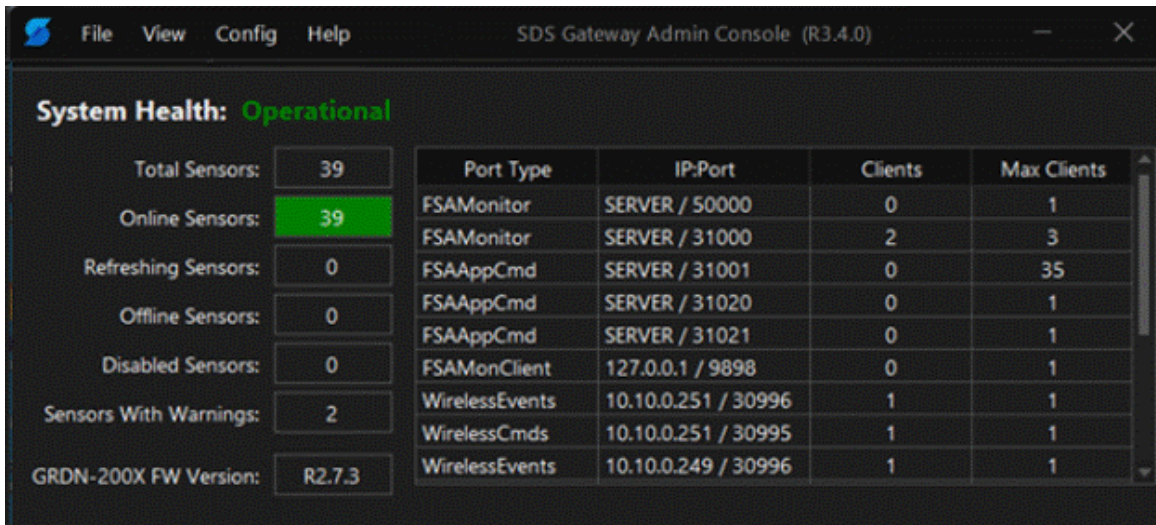 File View Config Help SDS Gateway Admin Console (R3.4.0)
System Health: Operational
Total Sensors: 39
Online Sensors: 39
Refreshing Sensors: 0
Offline Sensors: 0
Disabled Sensors: 0
Sensors With Warnings: 2
GRDN-200X FW Version: R2.7.3
Port Type IP:Port Clients Max Clients
FSAMonitor SERVER / 50000 0 1
FSAMonitor SERVER / 31000 2 3
FSAAppCmd SERVER / 31001 0 35
FSAAppCmd SERVER / 31020 0 1
FSAAppCmd SERVER / 31021 0 1
FSAMonClient 127.0.0.1 / 9898 0 1
WirelessEvents 10.10.0.251 / 30996 1 1
WirelessCmds 10.10.0.251 / 30995 1 1
WirelessEvents 10.10.0.249 / 30996 1 1